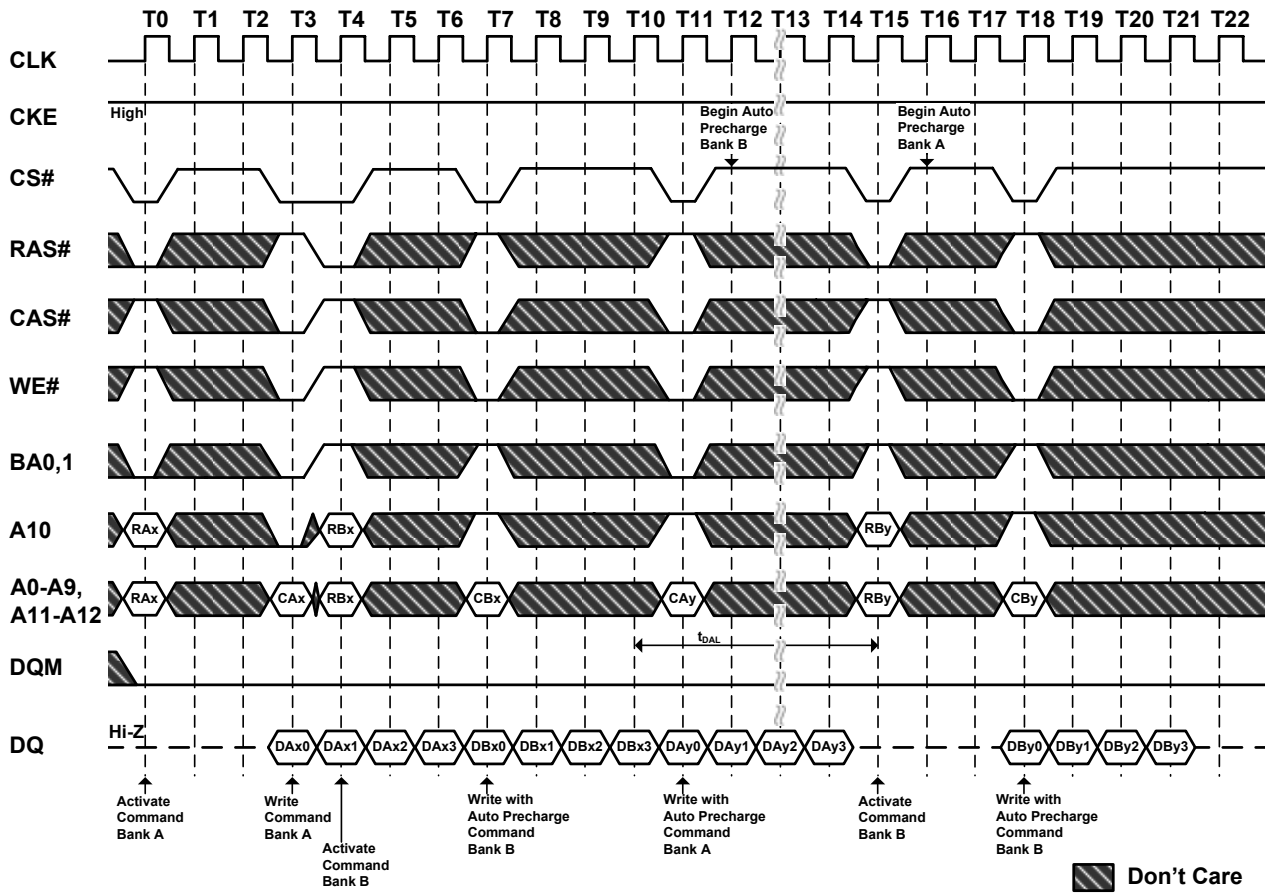 T0 T1 T2 T3 T4 T5 T6 T7 T8 T9 T10 T11 T12 T13 T14 T15 T16 T17 T18 T19 T20 T21 T22
CLK
CKE
High
Begin Auto
Precharge
Bank B
Begin Auto
Precharge
Bank A
CS#
RAS#
CAS#
WE#
BA0,1
A10
RAx RBx RBy
A0-A9,
A11-A12
RAx CAx RBx CBx CAy RBy CBy
tDAL
DQM
DQ
Hi-Z
DAx0 DAx1 DAx2 DAx3 DBx0 DBx1 DBx2 DBx3 DAy0 DAy1 DAy2 DAy3 DBy0 DBy1 DBy2 DBy3
Activate
Command
Bank A
Write
Command
Bank A
Activate
Command
Bank B
Write with
Auto Precharge
Command
Bank B
Write with
Auto Precharge
Command
Bank A
Activate
Command
Bank B
Write with
Auto Precharge
Command
Bank B
Don't Care